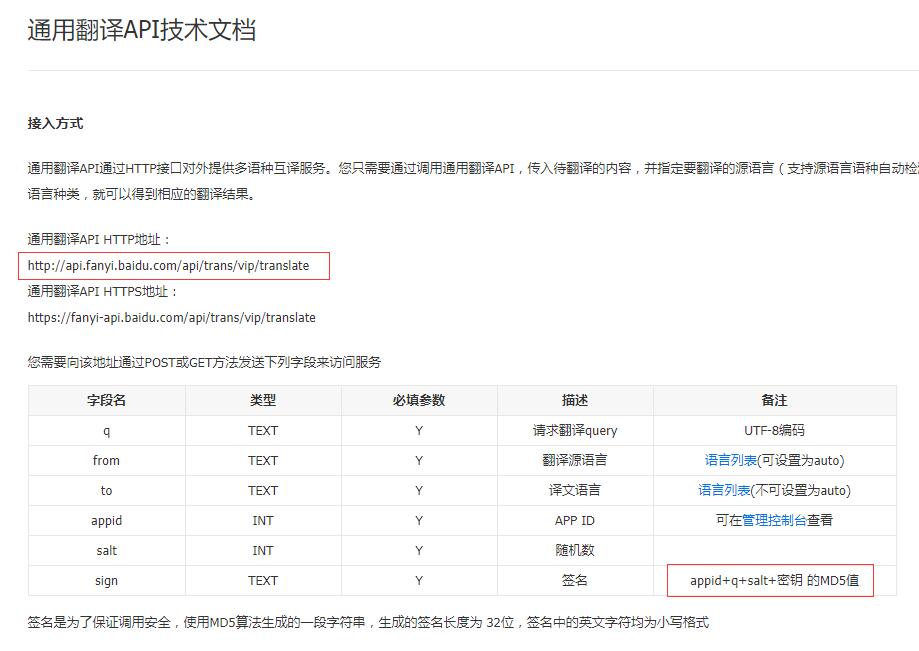 通用翻译API技术文档
接入方式
通用翻译API通过HTTP接口对外提供多语种互译服务。您只需要通过调用通用翻译API，传入待翻译的内容，并指定要翻译的源语言（支持源语言语种自动检
语言种类，就可以得到相应的翻译结果。
通用翻译API HTTP地址：
http://api.fanyi.baidu.com/api/trans/vip/translate
通用翻译API HTTPS地址：
https://fanyi-api.baidu.com/api/trans/vip/translate
您需要向该地址通过POST或GET方法发送下列字段来访问服务
字段名 类型 必填参数 描述 备注
q TEXT Y 请求翻译query UTF-8编码
from TEXT Y 翻译源语言 语言列表(可设置为auto)
to TEXT Y 译文语言 语言列表(不可设置为auto)
appid INT Y APP ID 可在管理控制台查看
salt INT Y 随机数
sign TEXT Y 签名 appid+q+salt+密钥 的MD5值
签名是为了保证调用安全，使用MD5算法生成的一段字符串，生成的签名长度为 32位，签名中的英文字符均为小写格式